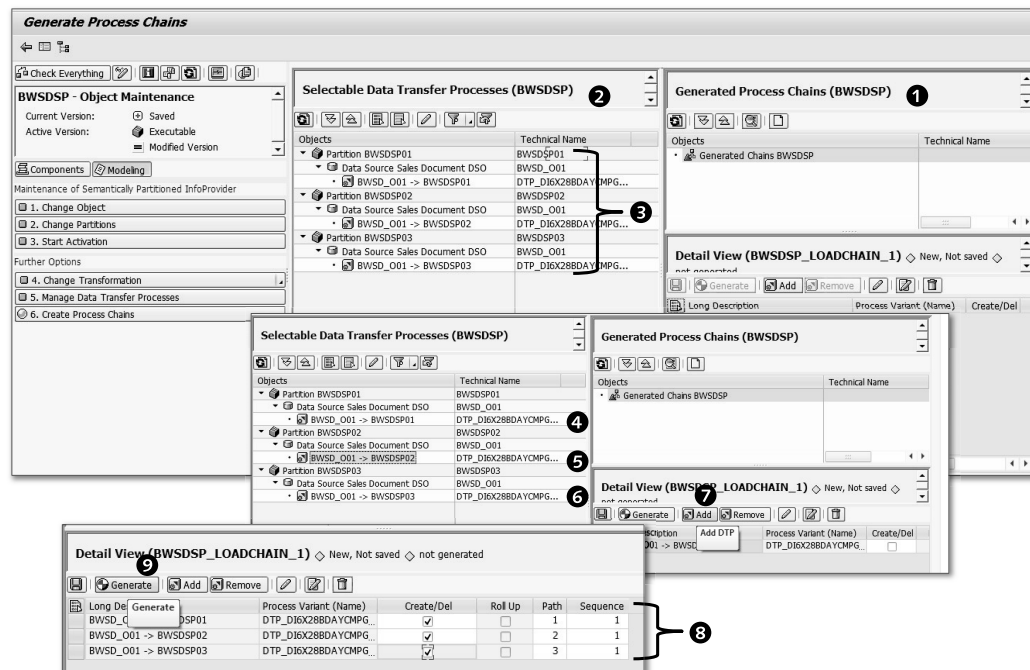 Generate Process Chains
Check Everything
BWSDSP - Object Maintenance
Current Version: Saved
Active Version: Executable
Modified Version
Components Modeling
Maintenance of Semantically Partitioned InfoProvider
1. Change Object
2. Change Partitions
3. Start Activation
Further Options
4. Change Transformation
5. Manage Data Transfer Processes
6. Create Process Chains
Selectable Data Transfer Processes (BWSDSP) 2
Objects Technical Name
Partition BWSDSP01 BWSDSP01
Data Source Sales Document DSO BWSD_O01
BWSD_O01 -> BWSDSP01 DTP_DI6X28BDAYCMPG...
Partition BWSDSP02 BWSDSP02
Data Source Sales Document DSO BWSD_O01
BWSD_O01 -> BWSDSP02 DTP_DI6X28BDAYCMPG...
Partition BWSDSP03 BWSDSP03
Data Source Sales Document DSO BWSD_O01
BWSD_O01 -> BWSDSP03 DTP_DI6X28BDAYCMPG...
3
Generated Process Chains (BWSDSP) 1
Objects Technical Name
Generated Chains BWSDSP
Detail View (BWSDSP_LOADCHAIN_1) New, Not saved
not generated
Generate Add Remove
Long Description Process Variant (Name) Create/Del
Selectable Data Transfer Processes (BWSDSP)
Objects Technical Name
Partition BWSDSP01 BWSDSP01
Data Source Sales Document DSO BWSD_O01
BWSD_O01 -> BWSDSP01 DTP_DI6X28BDAYCMPG... 4
Partition BWSDSP02 BWSDSP02
Data Source Sales Document DSO BWSD_O01
BWSD_O01 -> BWSDSP02 DTP_DI6X28BDAYCMPG... 5
Partition BWSDSP03 BWSDSP03
Data Source Sales Document DSO BWSD_O01
BWSD_O01 -> BWSDSP03 DTP_DI6X28BDAYCMPG... 6
Generated Process Chains (BWSDSP)
Objects Technical Name
Generated Chains BWSDSP
Detail View (BWSDSP_LOADCHAIN_1) New, Not saved
not generated
7
Generate Add Remove
Add DTP
Process Variant (Name) Create/Del
DTP_DI6X28BDAYCMPG
Detail View (BWSDSP_LOADCHAIN_1) New, Not saved not generated
9
Generate Add Remove
Generate
Process Variant (Name) Create/Del Roll Up Path Sequence
DTP_DI6X28BDAYCMPG... 1 1
BWSD_O01 -> BWSDSP02 DTP_DI6X28BDAYCMPG... 2 1
BWSD_O01 -> BWSDSP03 DTP_DI6X28BDAYCMPG... 3 1
8